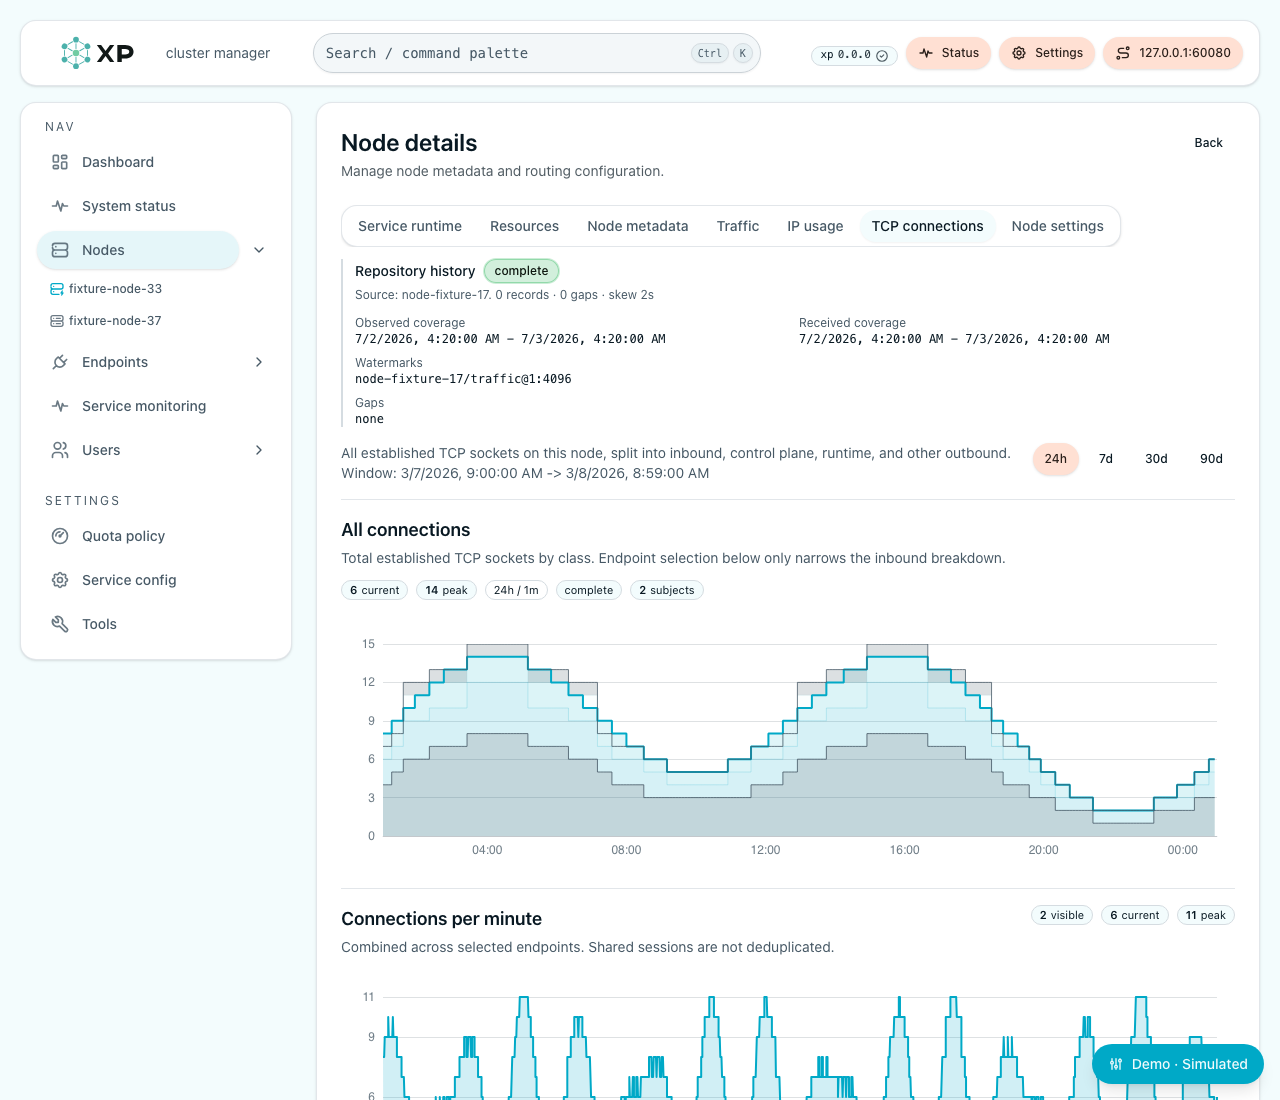 XP
cluster manager
Search / command palette
Ctrl K
xp 0.0.0
Status
Settings
127.0.0.1:60080
NAV
Dashboard
System status
Nodes
fixture-node-33
fixture-node-37
Endpoints
Service monitoring
Users
SETTINGS
Quota policy
Service config
Tools
Node details
Back
Manage node metadata and routing configuration.
Service runtime
Resources
Node metadata
Traffic
IP usage
TCP connections
Node settings
Repository history
complete
Source: node-fixture-17. 0 records · 0 gaps · skew 2s
Observed coverage
7/2/2026, 4:20:00 AM – 7/3/2026, 4:20:00 AM
Received coverage
7/2/2026, 4:20:00 AM – 7/3/2026, 4:20:00 AM
Watermarks
node-fixture-17/traffic@1:4096
Gaps
none
All established TCP sockets on this node, split into inbound, control plane, runtime, and other outbound.
Window: 3/7/2026, 9:00:00 AM -> 3/8/2026, 8:59:00 AM
24h
7d
30d
90d
All connections
Total established TCP sockets by class. Endpoint selection below only narrows the inbound breakdown.
6 current
14 peak
24h / 1m
complete
2 subjects
15
12
9
6
3
0
04:00
08:00
12:00
16:00
20:00
00:00
Connections per minute
2 visible
6 current
11 peak
Combined across selected endpoints. Shared sessions are not deduplicated.
11
9
6
Demo · Simulated